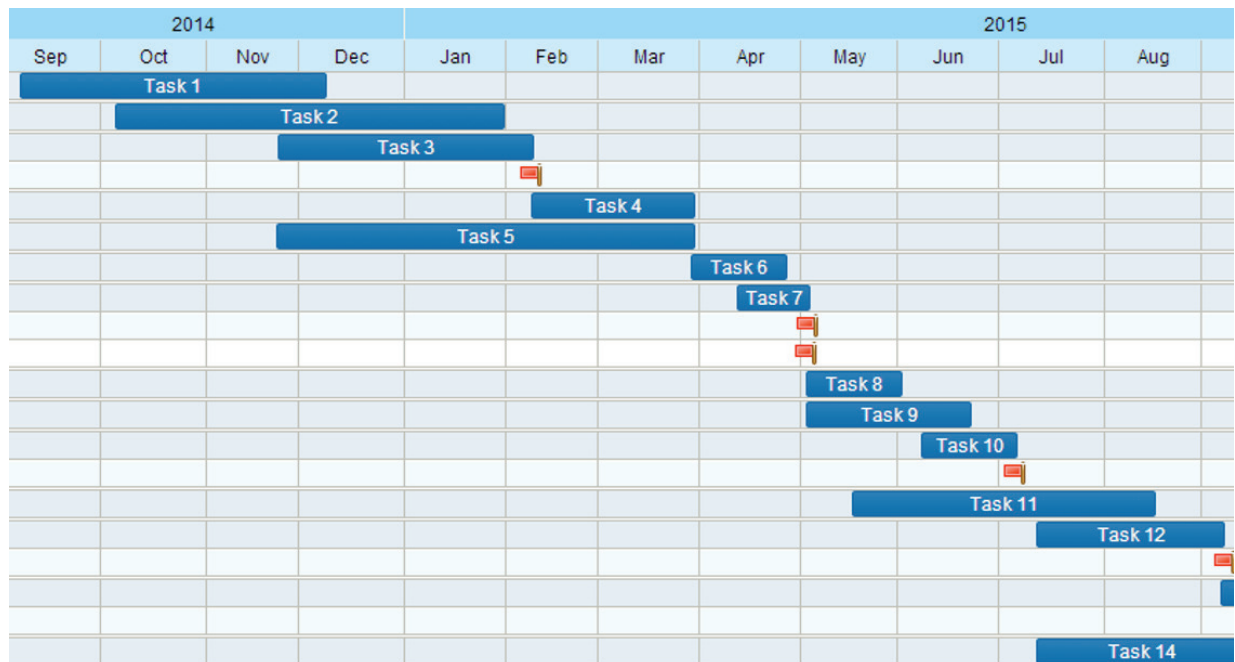 2014 2015
Sep Oct Nov Dec Jan Feb Mar Apr May Jun Jul Aug
Task 1
Task 2
Task 3
Task 4
Task 5
Task 6
Task 7
Task 8
Task 9
Task 10
Task 11
Task 12
Task 14